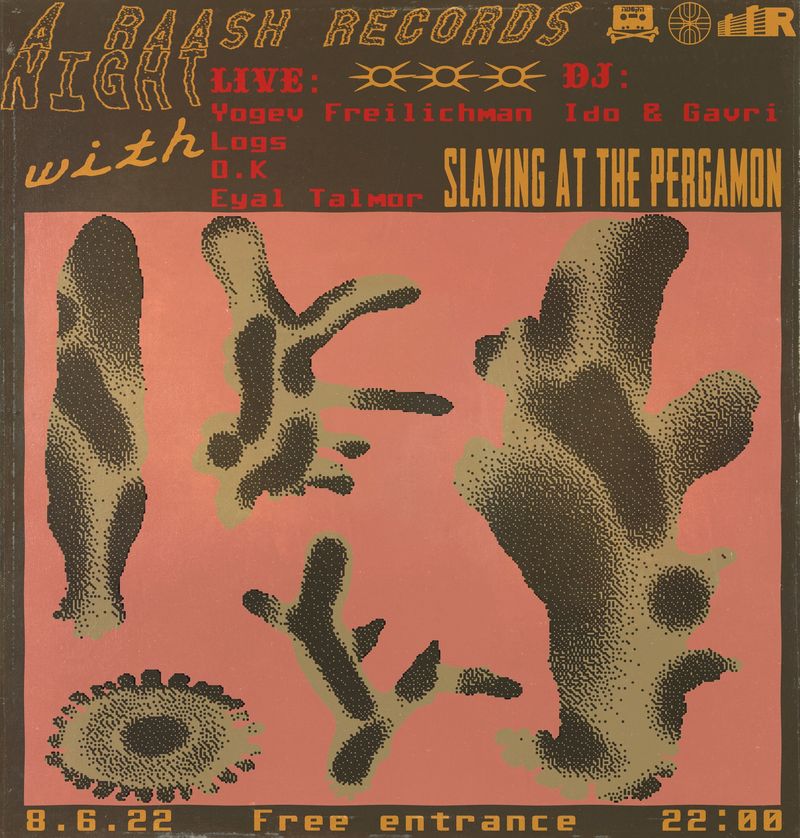 A RAASH RECORDS
NIGHT
with
LIVE:
Yogev Freilichman
Logs
O.K
Eyal Talmor
DJ:
Ido & Gavri
SLAYING AT THE PERGAMON
R
8.6.22 Free entrance 22:00